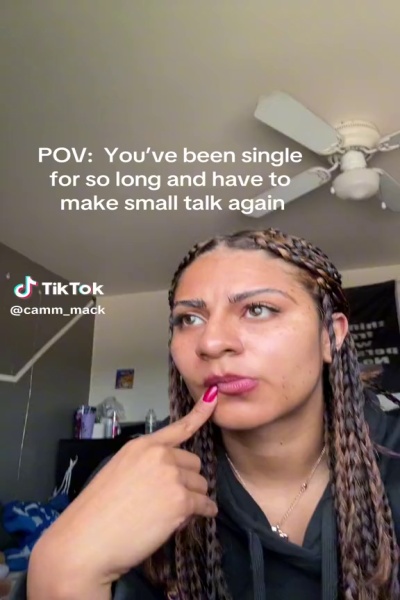 POV: You’ve been single
for so long and have to
make small talk again
TikTok
@camm_mack